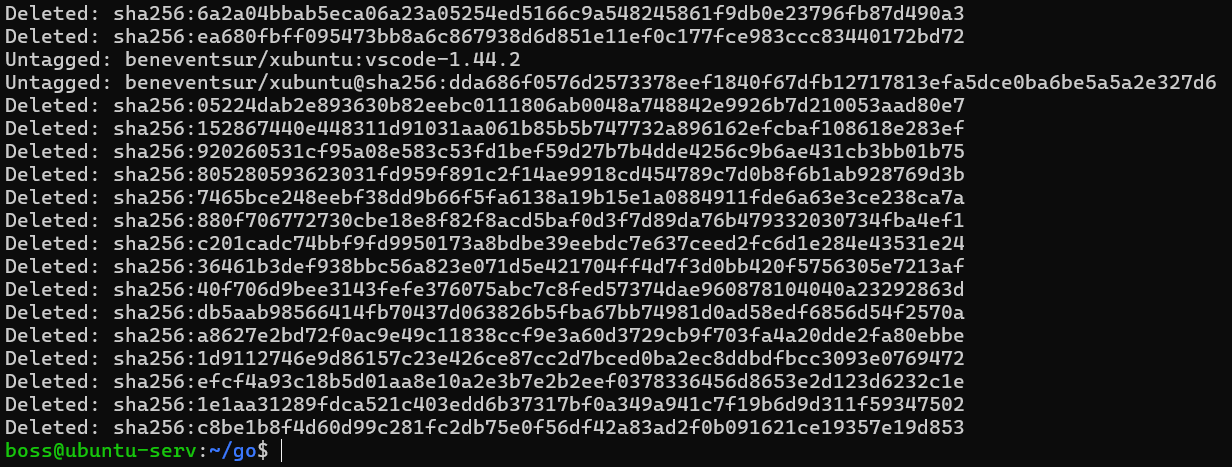 Deleted: sha256:6a2a04bbab5eca06a23a05254ed5166c9a548245861f9db0e23796fb87d490a3
Deleted: sha256:ea680fbff095473bb8a6c867938d6d851e11ef0c177fce983ccc83440172bd72
Untagged: beneventsur/xubuntu:vscode-1.44.2
Untagged: beneventsur/xubuntu@sha256:dda686f0576d2573378eef1840f67dfb12717813efa5dce0ba6be5a5a2e327d6
Deleted: sha256:05224dab2e893630b82eebc0111806ab0048a748842e9926b7d210053aad80e7
Deleted: sha256:152867440e448311d91031aa061b85b5b747732a896162efcbaf108618e283ef
Deleted: sha256:920260531cf95a08e583c53fd1bef59d27b7b4dde4256c9b6ae431cb3bb01b75
Deleted: sha256:805280593623031fd959f891c2f14ae9918cd454789c7d0b8f6b1ab928769d3b
Deleted: sha256:7465bce248eebf38dd9b66f5fa6138a19b15e1a0884911fde6a63e3ce238ca7a
Deleted: sha256:880f706772730cbe18e8f82f8acd5baf0d3f7d89da76b479332030734fba4ef1
Deleted: sha256:c201cadc74bbf9fd9950173a8bdbe39eebdc7e637ceed2fc6d1e284e43531e24
Deleted: sha256:36461b3def938bbc56a823e071d5e421704ff4d7f3d0bb420f5756305e7213af
Deleted: sha256:40f706d9bee3143fefe376075abc7c8fed57374dae960878104040a23292863d
Deleted: sha256:db5aab98566414fb70437d063826b5fba67bb74981d0ad58edf6856d54f2570a
Deleted: sha256:a8627e2bd72f0ac9e49c11838ccf9e3a60d3729cb9f703fa4a20dde2fa80ebbe
Deleted: sha256:1d9112746e9d86157c23e426ce87cc2d7bced0ba2ec8ddbdfbcc3093e0769472
Deleted: sha256:efcf4a93c18b5d01aa8e10a2e3b7e2b2eef0378336456d8653e2d123d6232c1e
Deleted: sha256:1e1aa31289fdca521c403edd6b37317bf0a349a941c7f19b6d9d311f59347502
Deleted: sha256:c8be1b8f4d60d99c281fc2db75e0f56df42a83ad2f0b091621ce19357e19d853
boss@ubuntu-serv:~/go$